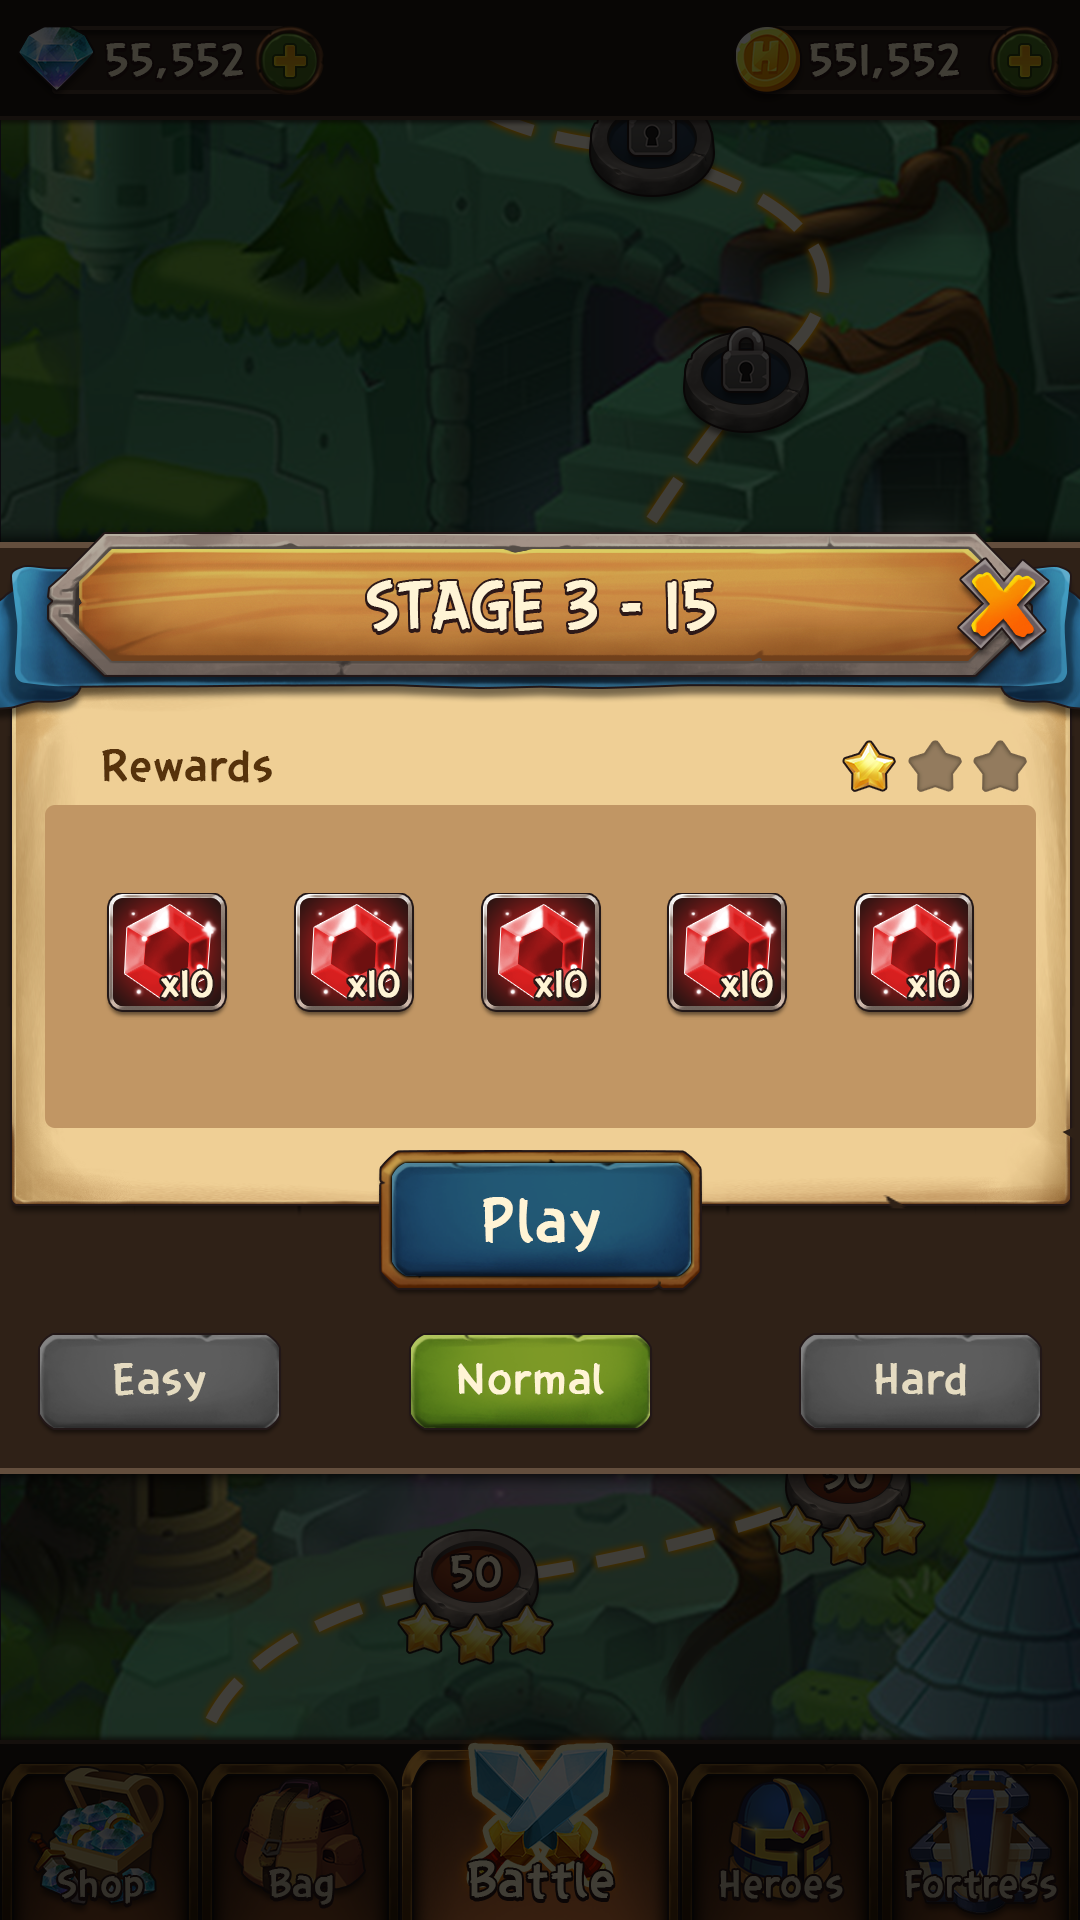 55,552
H 551,552
STAGE 3 - 15
Rewards
x10 x10 x10 x10 x10
Play
Easy Normal Hard
50
Shop Bag Battle Heroes Fortress